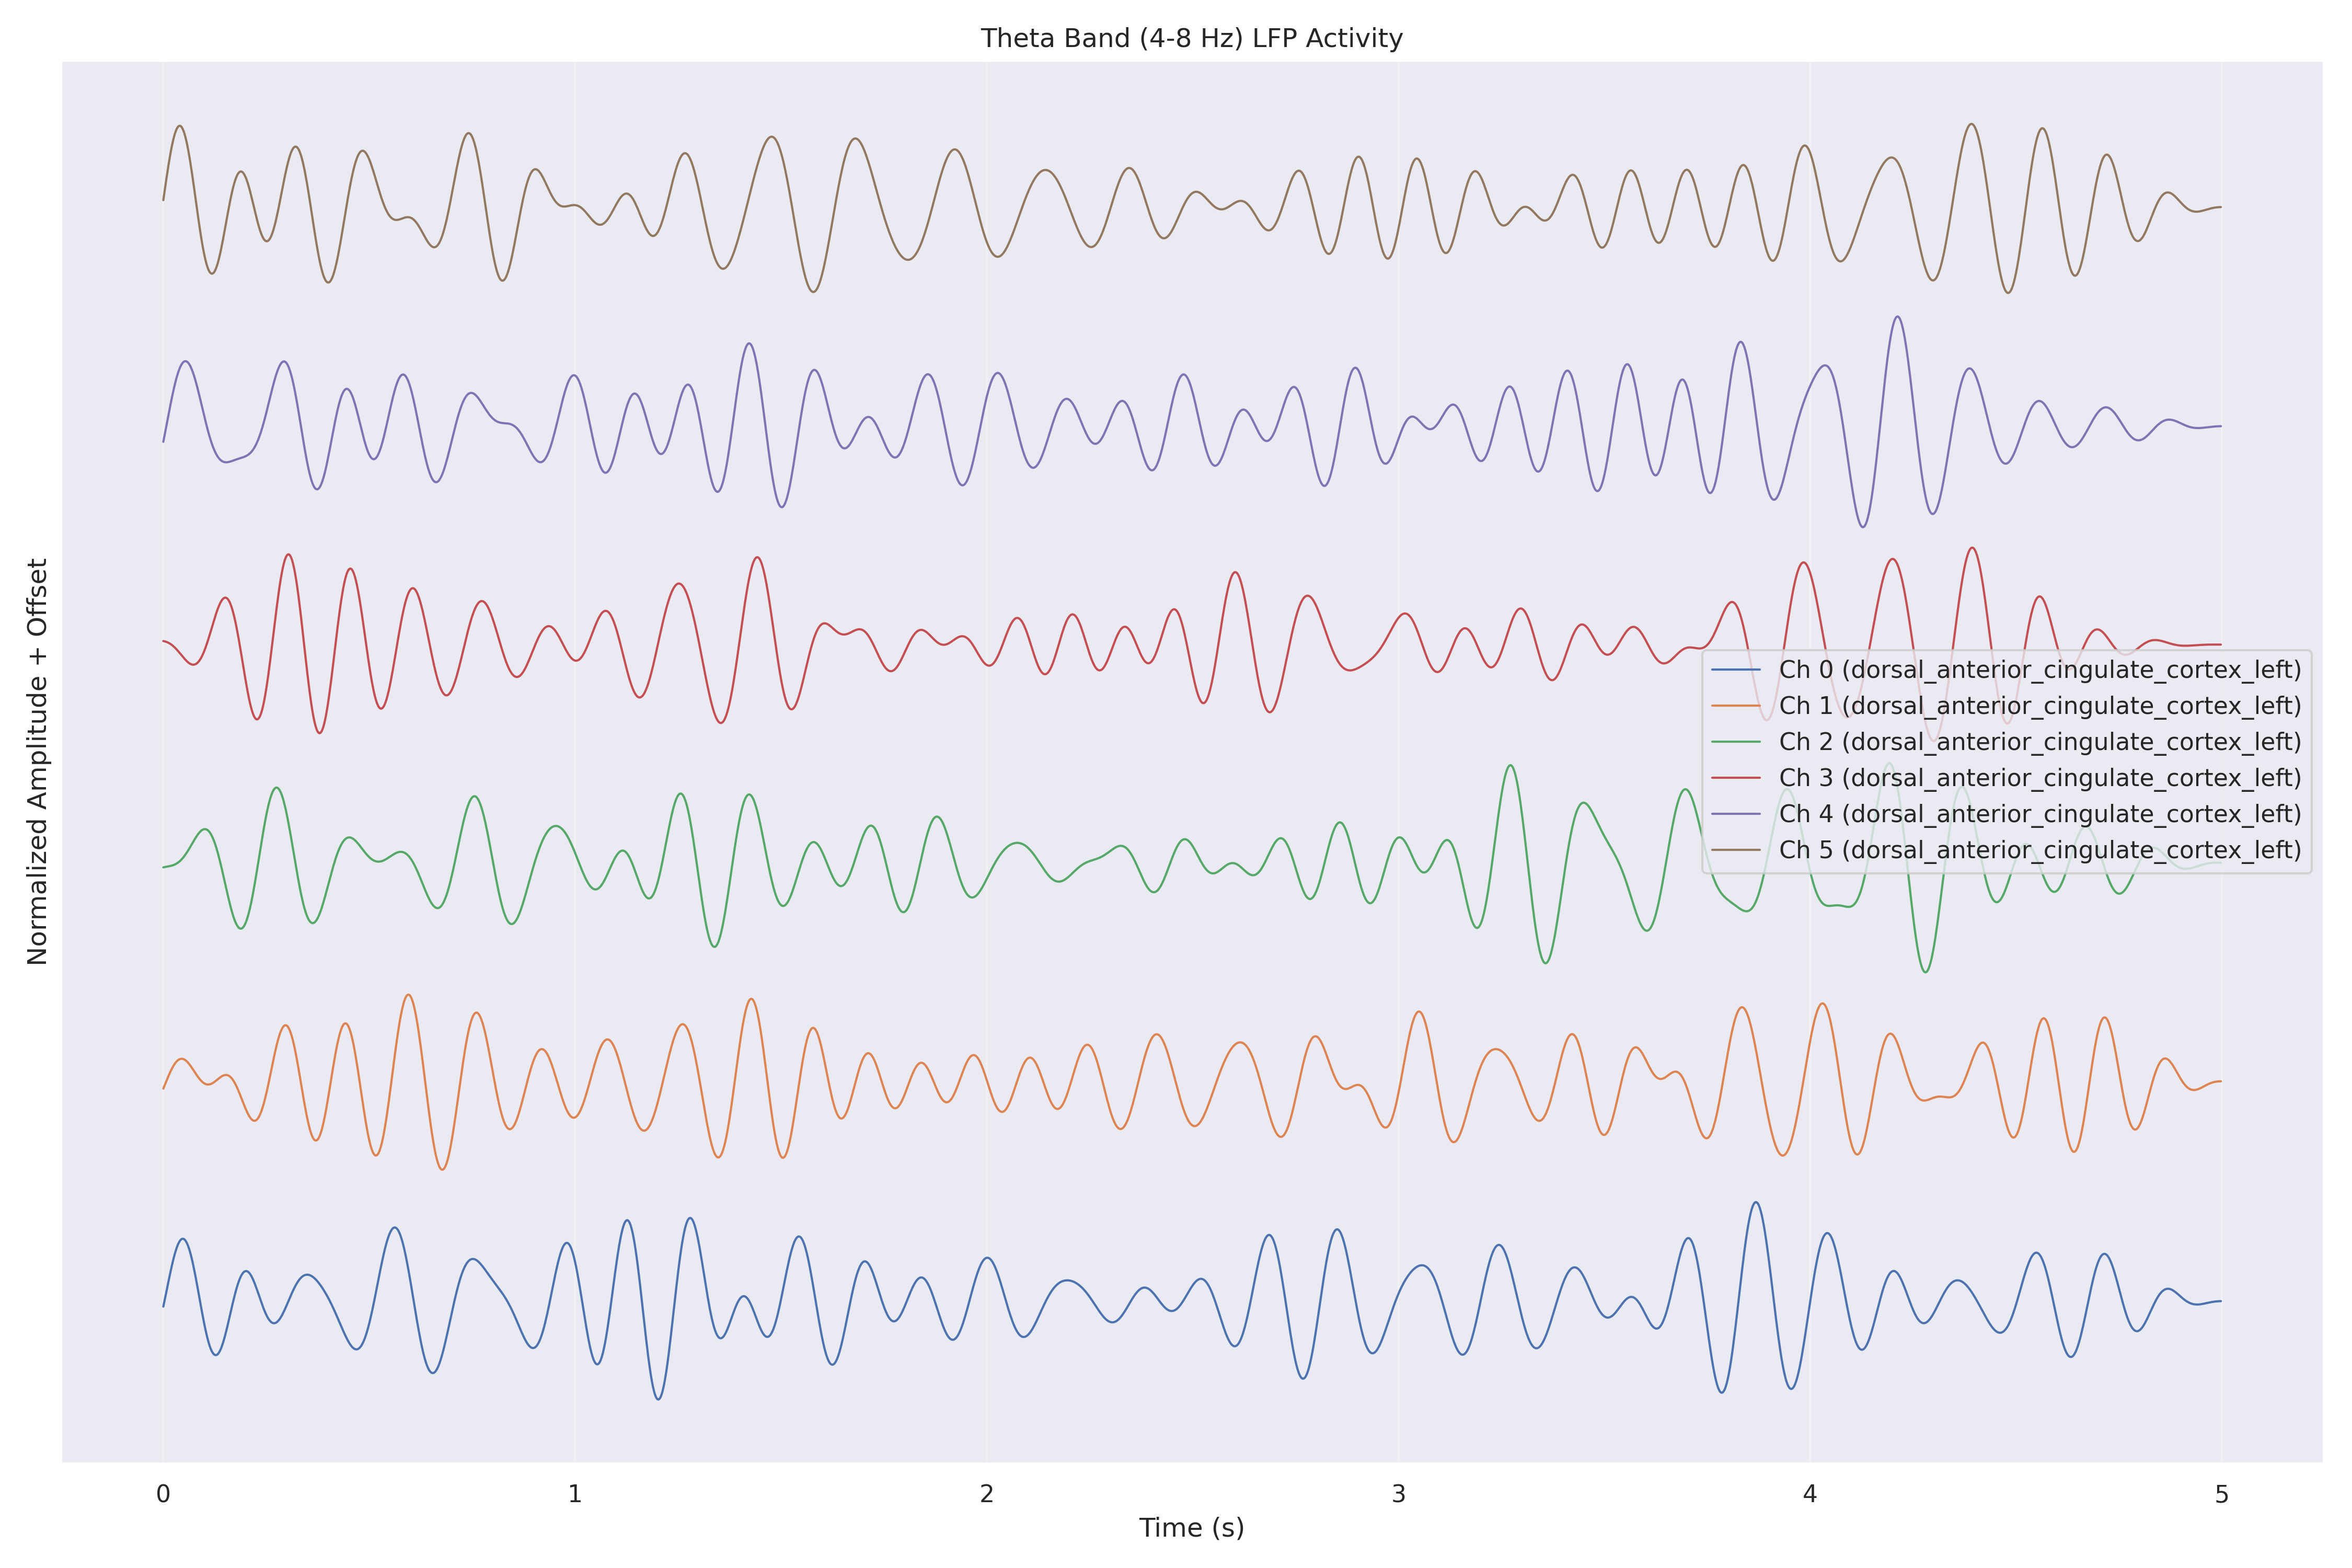 Theta Band (4-8 Hz) LFP Activity
Normalized Amplitude + Offset
Ch 0 (dorsal_anterior_cingulate_cortex_left)
Ch 1 (dorsal_anterior_cingulate_cortex_left)
Ch 2 (dorsal_anterior_cingulate_cortex_left)
Ch 3 (dorsal_anterior_cingulate_cortex_left)
Ch 4 (dorsal_anterior_cingulate_cortex_left)
Ch 5 (dorsal_anterior_cingulate_cortex_left)
0 1 2 3 4 5
Time (s)